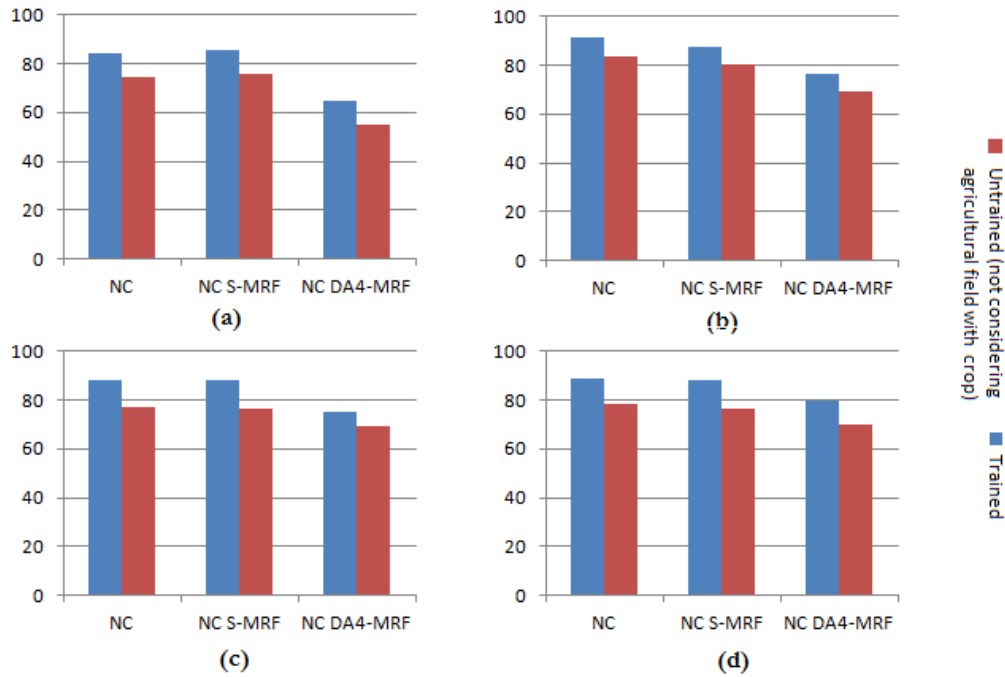 100
80
60
40
20
0
NC NC S-MRF NC DA4-MRF
(a)
100
80
60
40
20
0
NC NC S-MRF NC DA4-MRF
(b)
100
80
60
40
20
0
NC NC S-MRF NC DA4-MRF
(c)
100
80
60
40
20
0
NC NC S-MRF NC DA4-MRF
(d)
Untrained (not considering
agricultural field with crop)
Trained